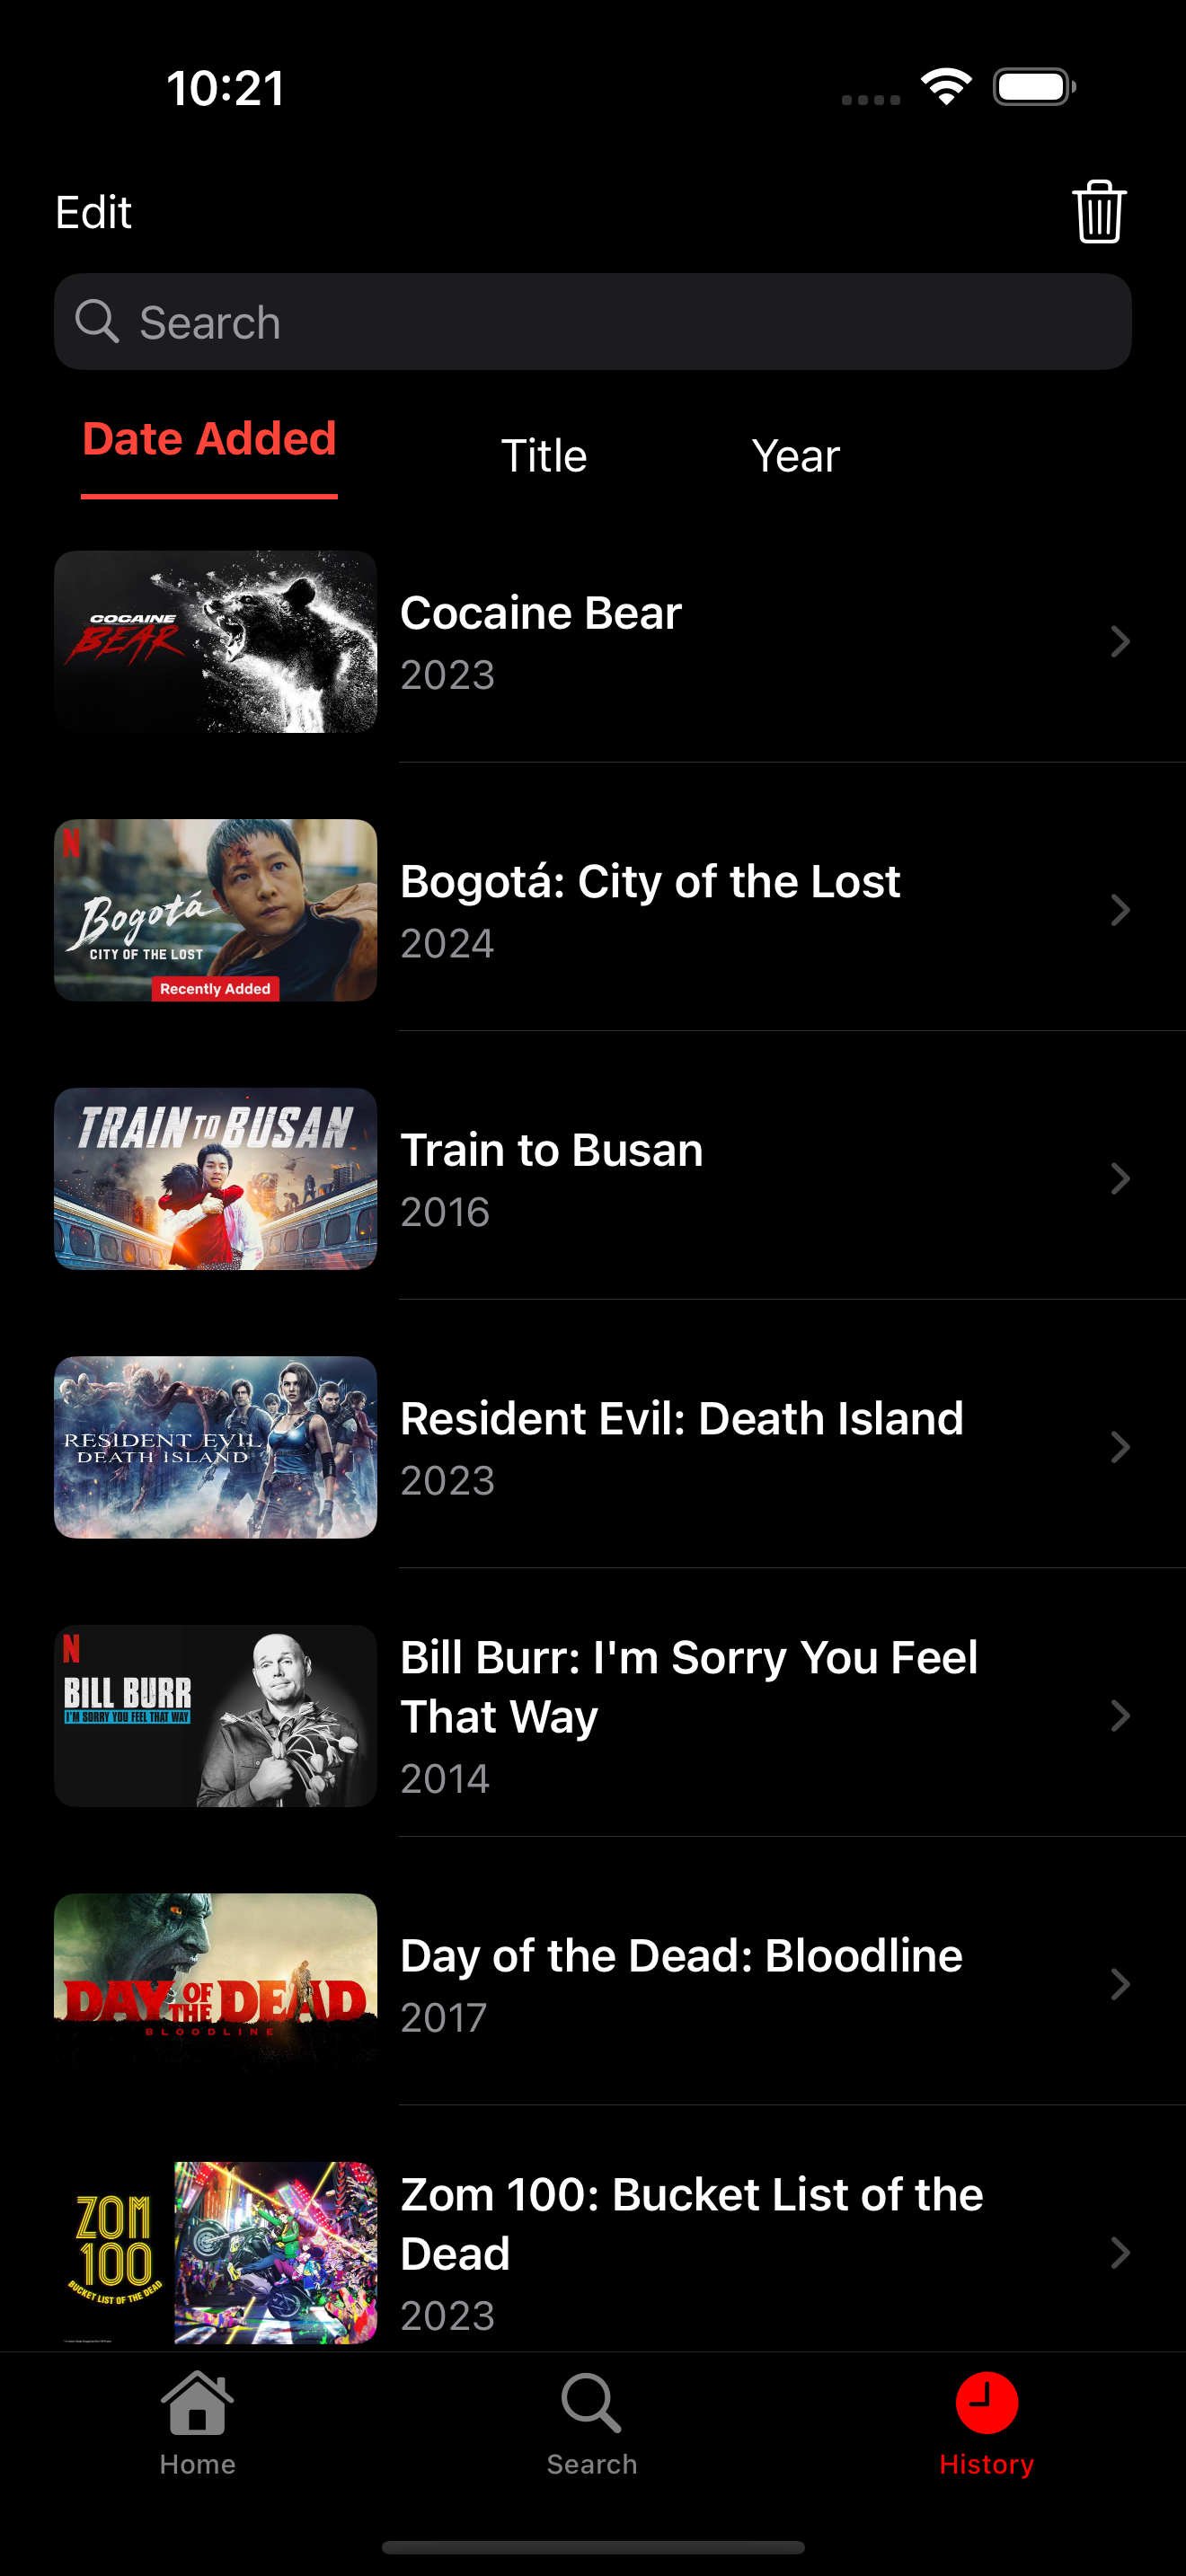 10:21
Edit
Search
Date Added
Title
Year
COCAINE
BEAR
Cocaine Bear
2023
N
Bogotá
CITY OF THE LOST
Recently Added
Bogotá: City of the Lost
2024
TRAIN TO BUSAN
Train to Busan
2016
RESIDENT EVIL
DEATH ISLAND
Resident Evil: Death Island
2023
N
BILL BURR
I'M SORRY YOU FEEL THAT WAY
Bill Burr: I'm Sorry You Feel
That Way
2014
DAY OF THE DEAD
BLOODLINE
Day of the Dead: Bloodline
2017
ZOM
100
BUCKET LIST OF THE DEAD
Zom 100: Bucket List of the
Dead
2023
Home
Search
History